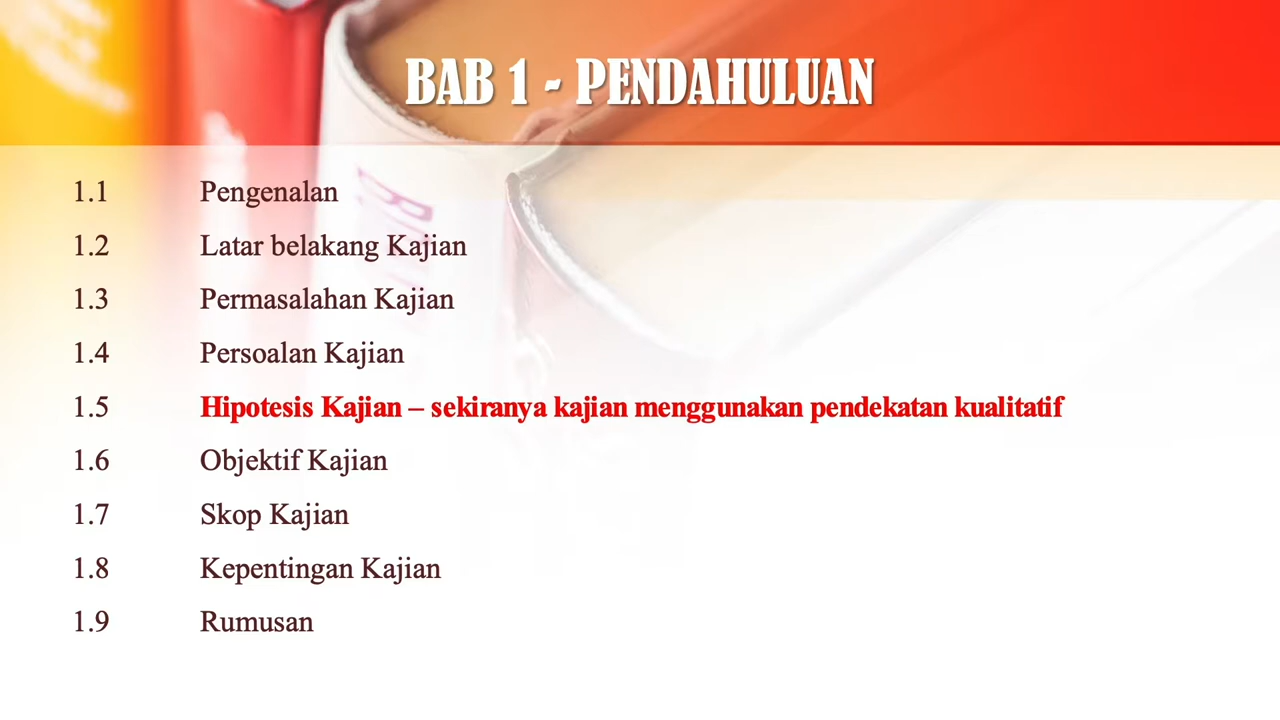 BAB 1 - PENDAHULUAN
1.1 Pengenalan
1.2 Latar belakang Kajian
1.3 Permasalahan Kajian
1.4 Persoalan Kajian
1.5 Hipotesis Kajian – sekiranya kajian menggunakan pendekatan kualitatif
1.6 Objektif Kajian
1.7 Skop Kajian
1.8 Kepentingan Kajian
1.9 Rumusan